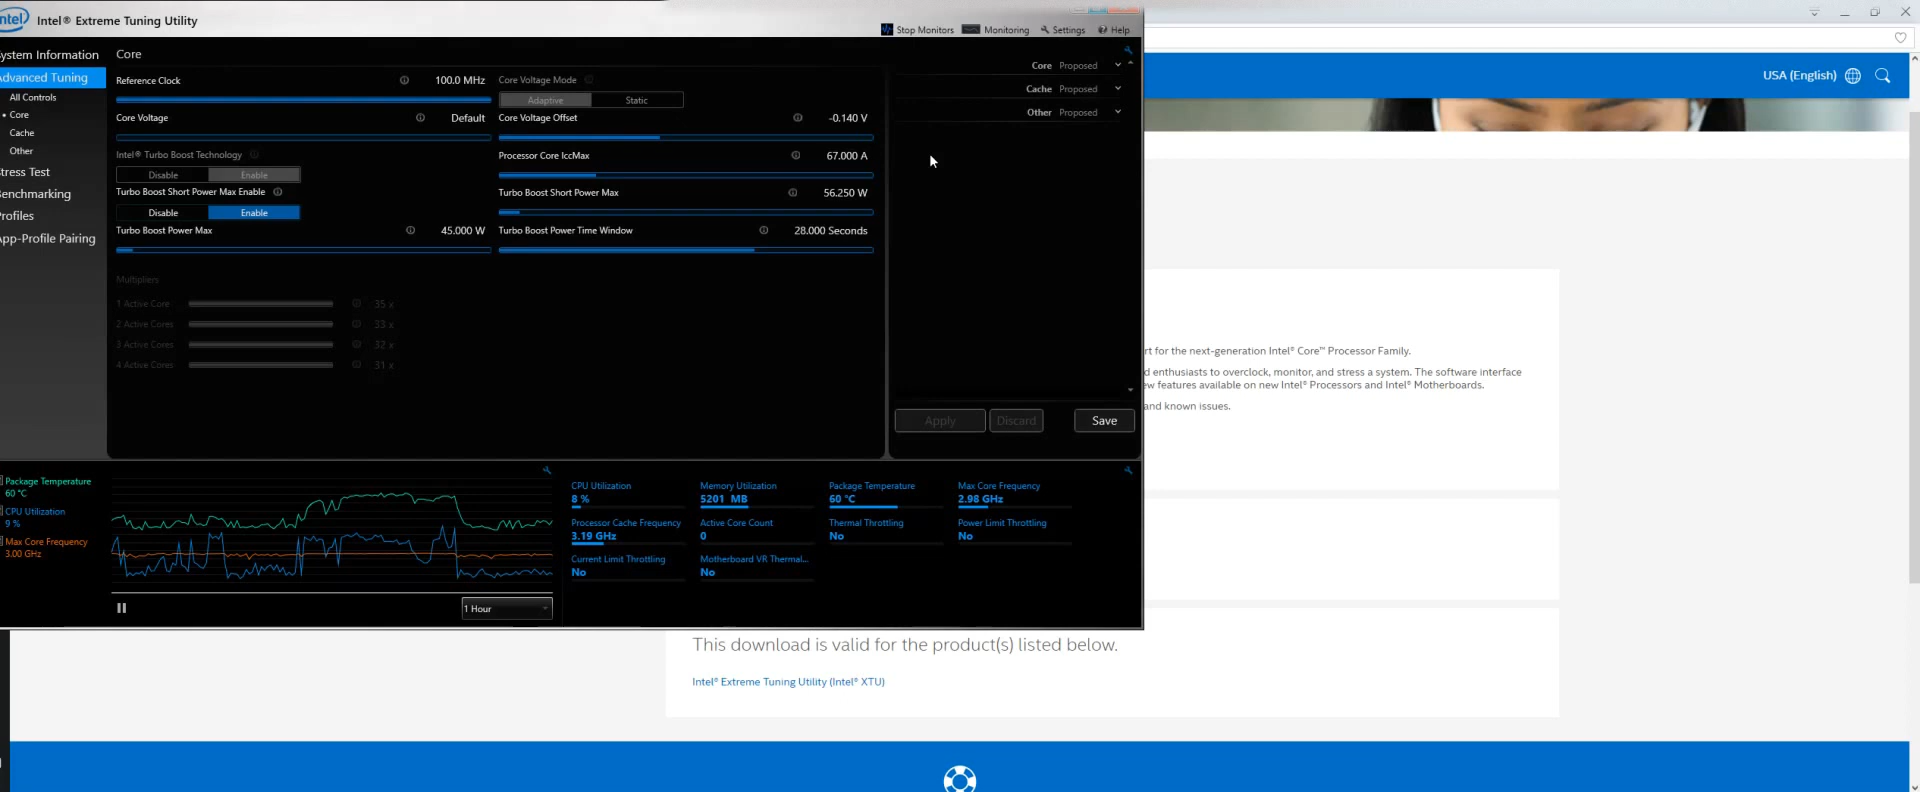 intel Intel® Extreme Tuning Utility
Stop Monitors Monitoring Settings Help
ystem Information
Advanced Tuning
All Controls
Core
Cache
Other
tress Test
enchmarking
rofiles
App-Profile Pairing
Core
Reference Clock 100.0 MHz
Core Voltage Default
Intel® Turbo Boost Technology
Disable Enable
Turbo Boost Short Power Max Enable
Disable Enable
Turbo Boost Power Max 45.000 W
Core Voltage Mode
Adaptive Static
Core Voltage Offset -0.140 V
Processor Core IccMax 67.000 A
Turbo Boost Short Power Max 56.250 W
Turbo Boost Power Time Window 28.000 Seconds
Multipliers
1 Active Core 35 x
2 Active Cores 33 x
3 Active Cores 32 x
4 Active Cores 31 x
Core Proposed
Cache Proposed
Other Proposed
Apply Discard Save
Package Temperature
60 °C
CPU Utilization
9 %
Max Core Frequency
3.00 GHz
1 Hour
CPU Utilization
8 %
Memory Utilization
5201 MB
Package Temperature
60 °C
Max Core Frequency
2.98 GHz
Processor Cache Frequency
3.19 GHz
Active Core Count
0
Thermal Throttling
No
Power Limit Throttling
No
Current Limit Throttling
No
Motherboard VR Thermal...
No
USA (English)
rt for the next-generation Intel® Core™ Processor Family.
d enthusiasts to overclock, monitor, and stress a system. The software interface
ew features available on new Intel® Processors and Intel® Motherboards.
and known issues.
This download is valid for the product(s) listed below.
Intel® Extreme Tuning Utility (Intel® XTU)